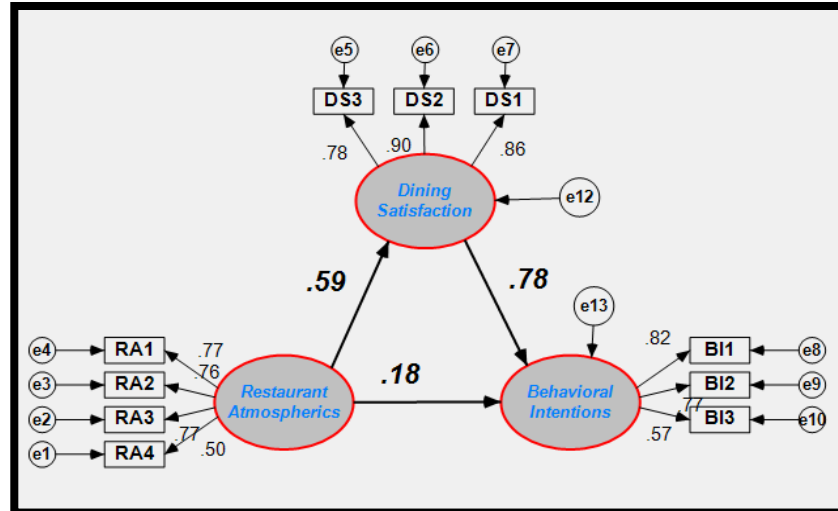 e5 e6 e7
DS3 DS2 DS1
.78 .90 .86
Dining
Satisfaction
e12
.59 .78
e13
e4 RA1 .77
e3 RA2 .76
e2 RA3 .77
e1 RA4 .50
Restaurant
Atmospherics
.18
Behavioral
Intentions
.82 BI1 e8
.77 BI2 e9
.57 BI3 e10